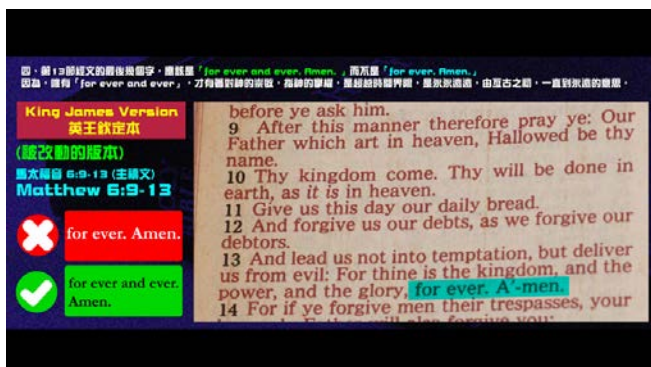 四、第13節經文的最後幾個字,應該是「for ever and ever. Amen.」而不是「for ever. Amen.」
因為,唯有「for ever and ever」,才有著對神的崇敬,指神的掌權,是超越時間界線,是永永遠遠,由亙古之初,一直到永遠的意思。
King James Version
英王欽定本
(被改動的版本)
馬太福音 6:9-13 (主禱文)
Matthew 6:9-13
for ever. Amen.
for ever and ever.
Amen.
before ye ask him.
9 After this manner therefore pray ye: Our
Father which art in heaven, Hallowed be thy
name.
10 Thy kingdom come. Thy will be done in
earth, as it is in heaven.
11 Give us this day our daily bread.
12 And forgive us our debts, as we forgive our
debtors.
13 And lead us not into temptation, but deliver
us from evil: For thine is the kingdom, and the
power, and the glory, for ever. A'-men.
14 For if ye forgive men their trespasses, your
Father will also forgive you: